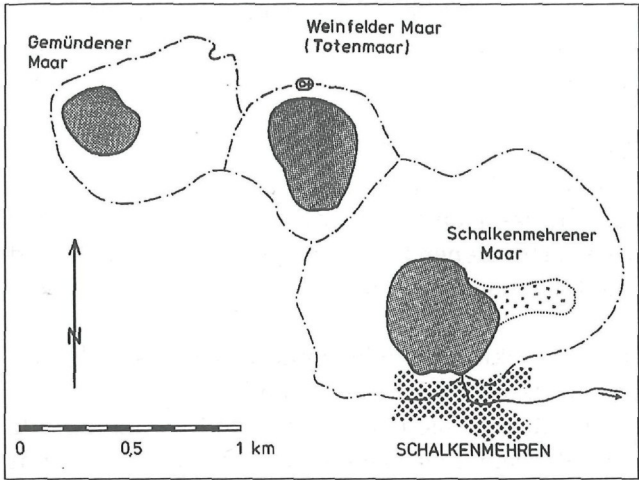 Gemündener
Maar
Weinfelder Maar
(Totenmaar)
Schalkenmehrener
Maar
N
0 0,5 1 km
SCHALKENMEHREN